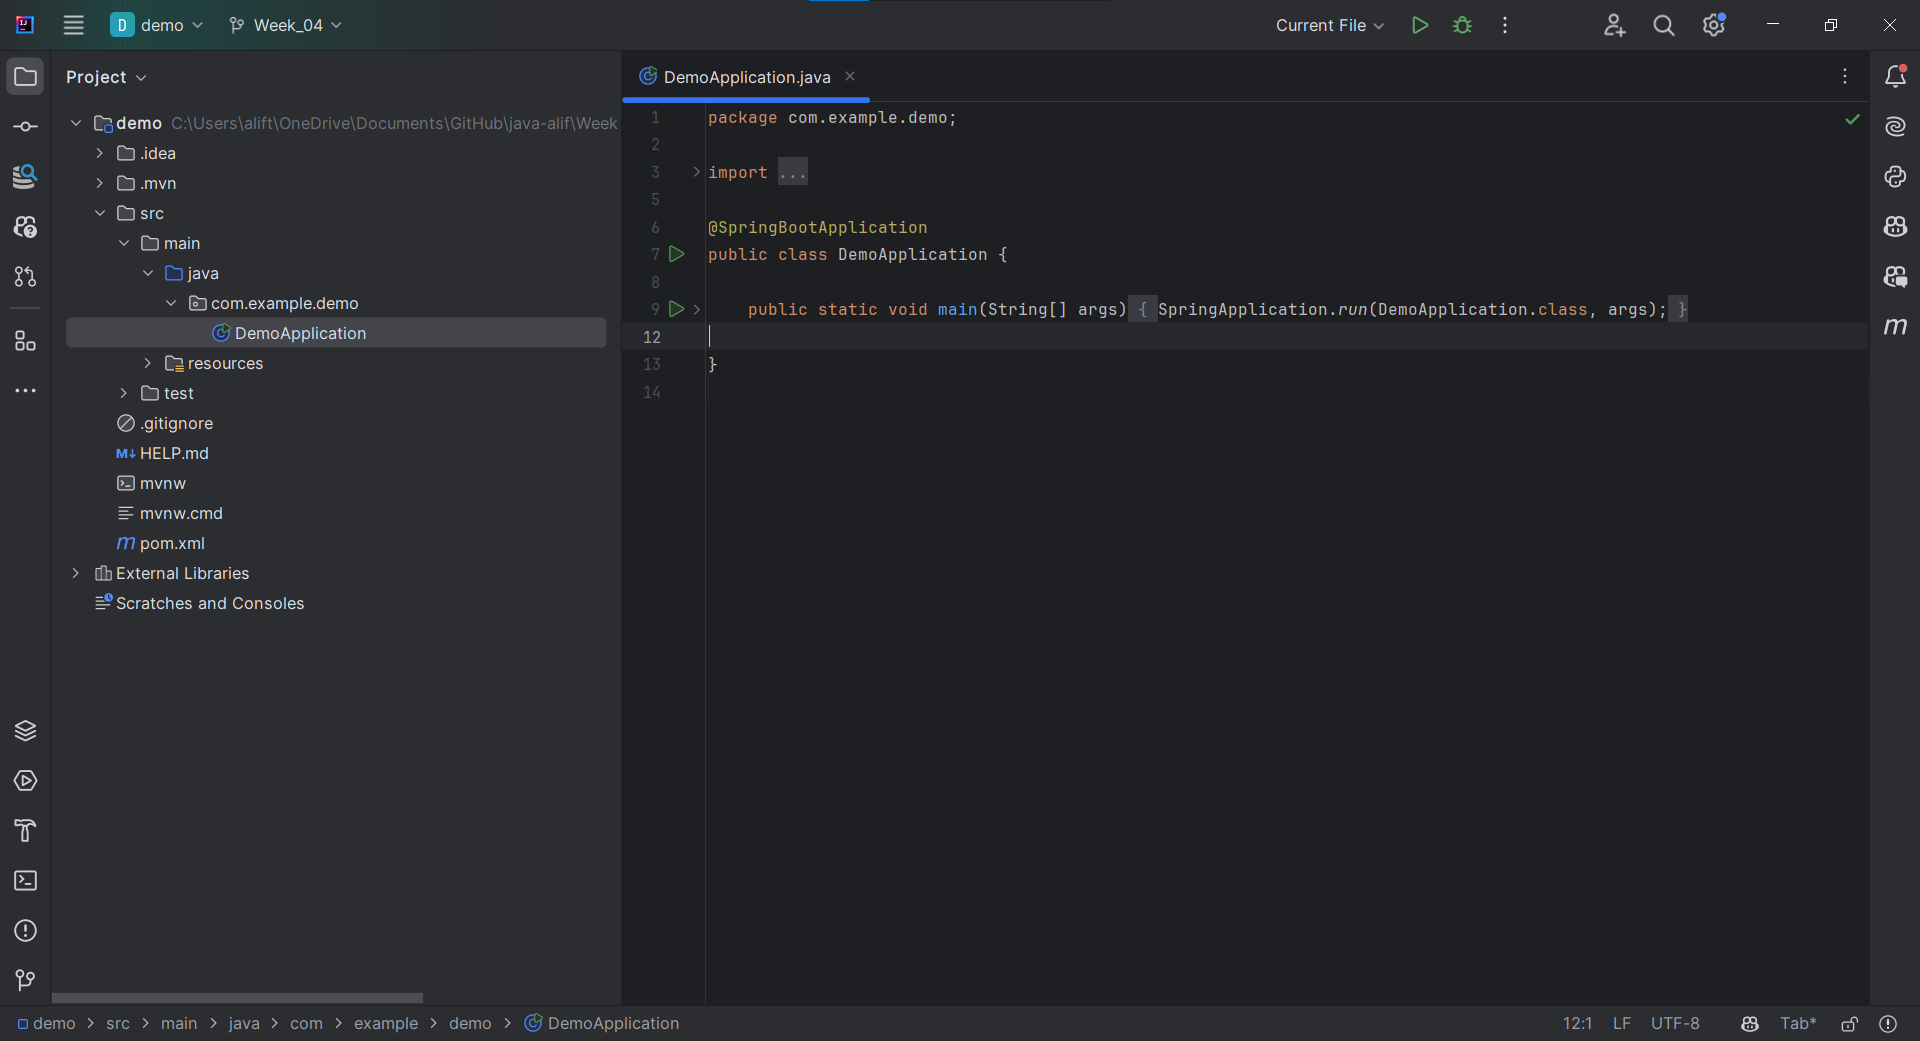 demo Week_04 Current File
Project
DemoApplication.java
demo C:\Users\alift\OneDrive\Documents\GitHub\java-alif\Week
.idea
.mvn
src
main
java
com.example.demo
DemoApplication
resources
test
.gitignore
HELP.md
mvnw
mvnw.cmd
pom.xml
External Libraries
Scratches and Consoles
1 package com.example.demo;
2
3 import ...
5
6 @SpringBootApplication
7 public class DemoApplication {
8
9 public static void main(String[] args) { SpringApplication.run(DemoApplication.class, args); }
12
13 }
14
demo > src > main > java > com > example > demo > DemoApplication
12:1 LF UTF-8 Tab*